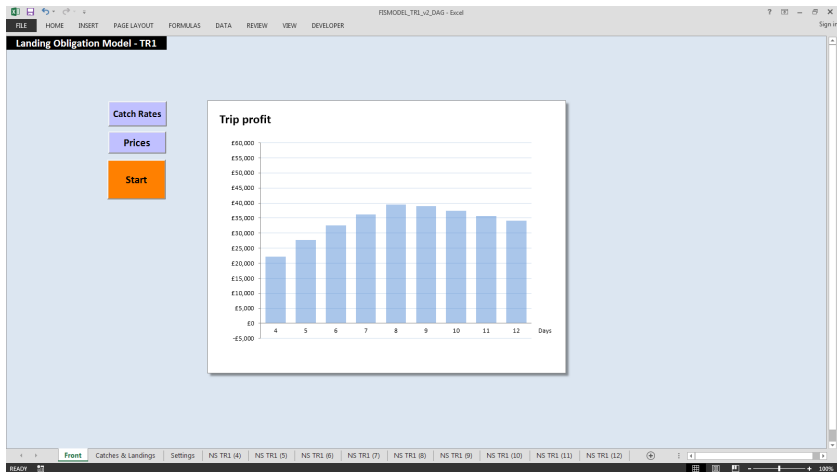 FISMODEL_TR1_v2_DAG - Excel
FILE HOME INSERT PAGE LAYOUT FORMULAS DATA REVIEW VIEW DEVELOPER Sign in
Landing Obligation Model - TR1
Catch Rates
Prices
Start
Trip profit
£60,000
£55,000
£50,000
£45,000
£40,000
£35,000
£30,000
£25,000
£20,000
£15,000
£10,000
£5,000
£0
-£5,000
4 5 6 7 8 9 10 11 12 Days
Front Catches & Landings Settings NS TR1 (4) NS TR1 (5) NS TR1 (6) NS TR1 (7) NS TR1 (8) NS TR1 (9) NS TR1 (10) NS TR1 (11) NS TR1 (12)
READY 100%